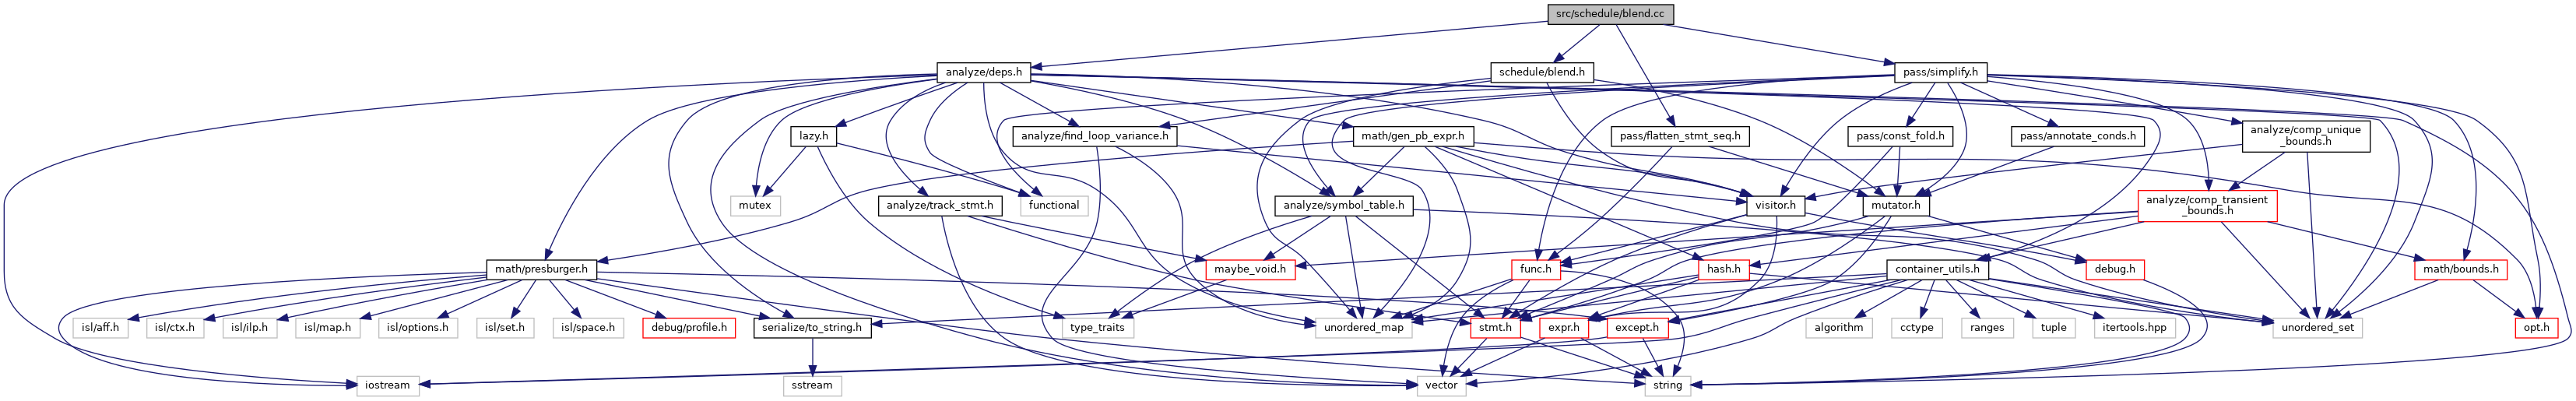 src/schedule/blend.cc
analyze/deps.h
schedule/blend.h
pass/simplify.h
lazy.h
analyze/find_loop_variance.h
math/gen_pb_expr.h
pass/flatten_stmt_seq.h
pass/const_fold.h
pass/annotate_conds.h
analyze/comp_unique
_bounds.h
mutex
analyze/track_stmt.h
functional
analyze/symbol_table.h
visitor.h
mutator.h
analyze/comp_transient
_bounds.h
math/presburger.h
maybe_void.h
func.h
hash.h
container_utils.h
debug.h
math/bounds.h
isl/aff.h
isl/ctx.h
isl/ilp.h
isl/map.h
isl/options.h
isl/set.h
isl/space.h
debug/profile.h
serialize/to_string.h
type_traits
unordered_map
stmt.h
expr.h
except.h
algorithm
cctype
ranges
tuple
itertools.hpp
unordered_set
opt.h
iostream
sstream
vector
string